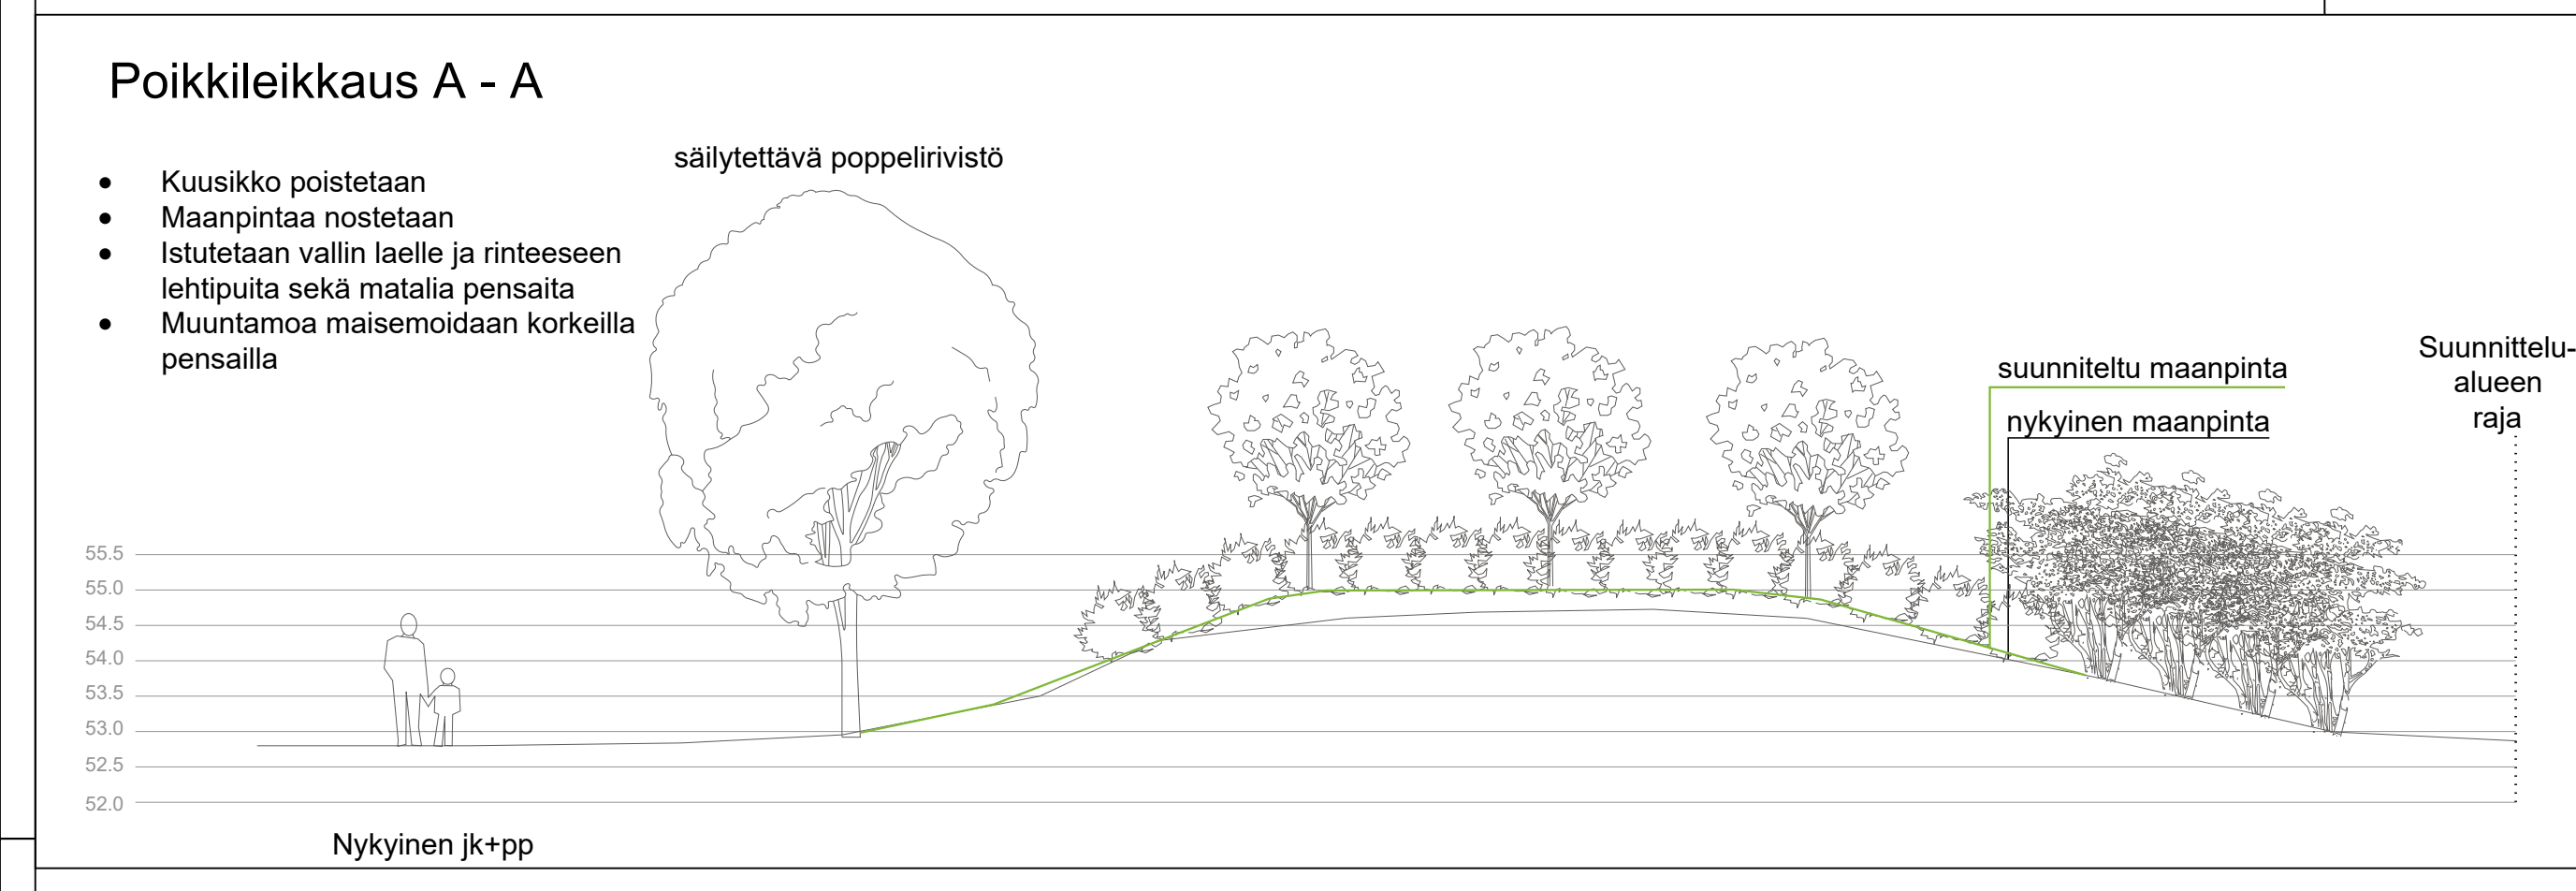 Poikkileikkaus A - A
säilytettävä poppelirivistö
• Kuusikko poistetaan
• Maanpintaa nostetaan
• Istutetaan vallin laelle ja rinteeseen
lehtipuita sekä matalia pensaita
• Muuntamoa maisemoidaan korkeilla
pensailla
suunniteltu maanpinta
nykyinen maanpinta
Suunnittelu-
alueen
raja
55.5
55.0
54.5
54.0
53.5
53.0
52.5
52.0
Nykyinen jk+pp